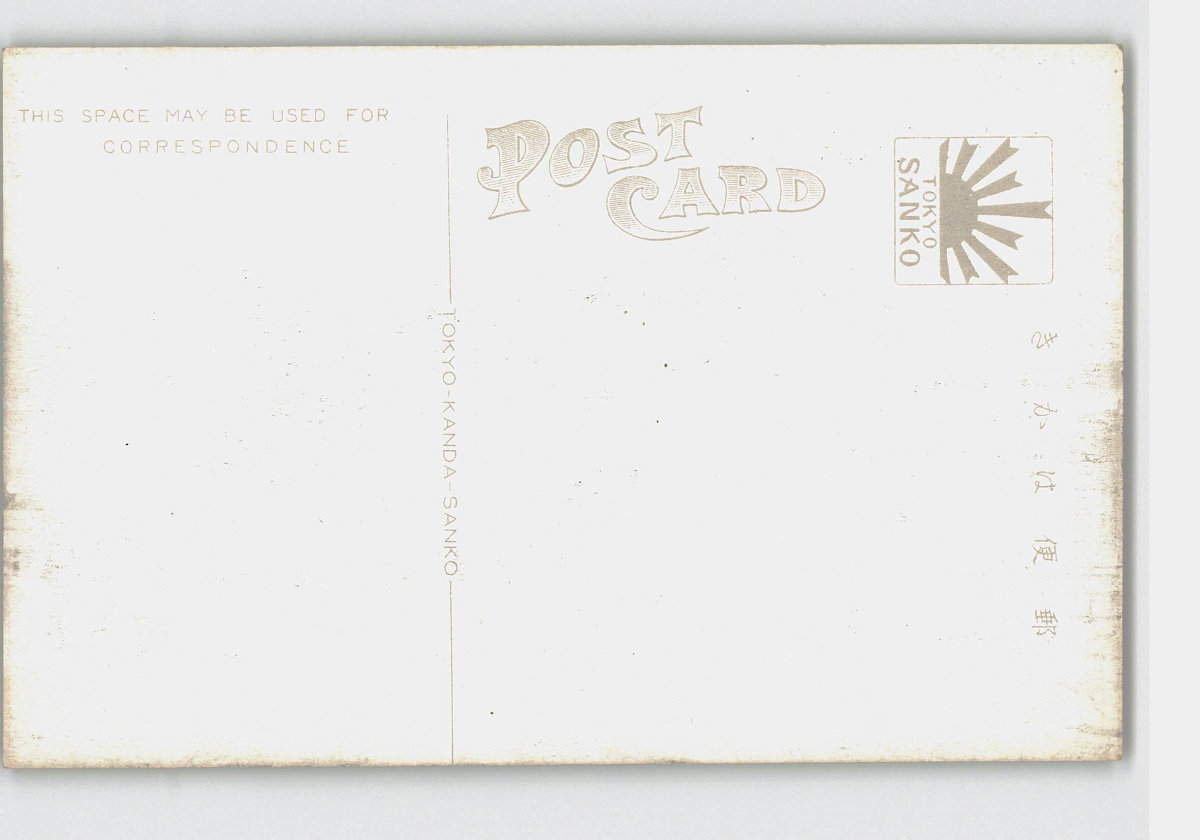 THIS SPACE MAY BE USED FOR
CORRESPONDENCE
POST
CARD
TOKYO
SANKO
TOKYO-KANDA-SANKO
郵便はかき